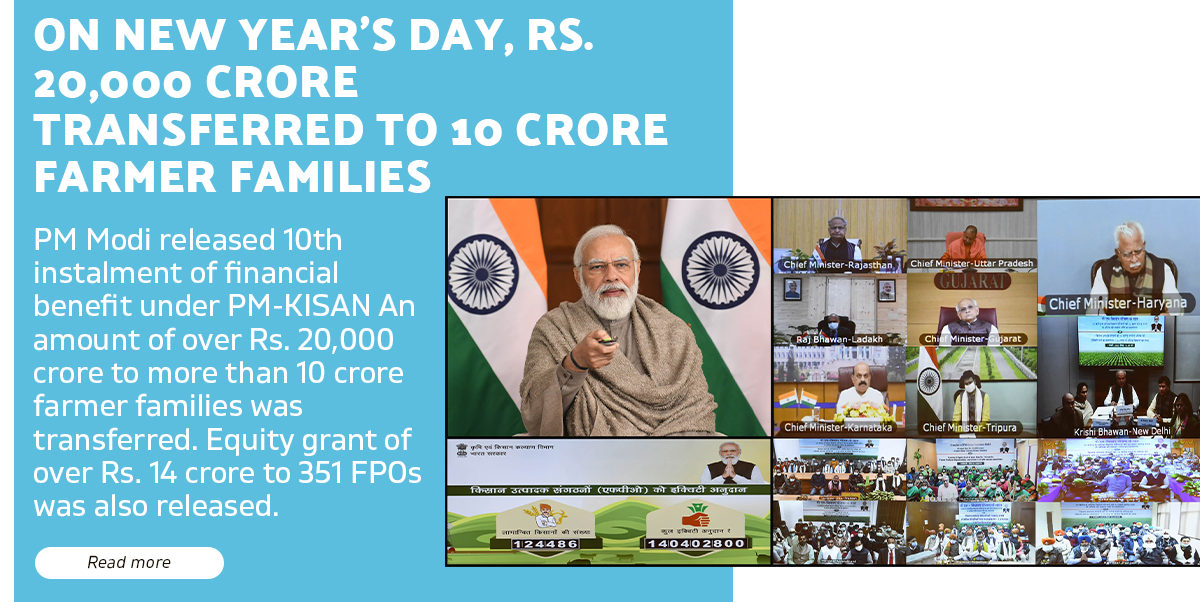 ON NEW YEAR’S DAY, RS.
20,000 CRORE
TRANSFERRED TO 10 CRORE
FARMER FAMILIES
PM Modi released 10th
instalment of financial
benefit under PM-KISAN An
amount of over Rs. 20,000
crore to more than 10 crore
farmer families was
transferred. Equity grant of
over Rs. 14 crore to 351 FPOs
was also released.
Read more
Chief Minister-Rajasthan
Chief Minister-Uttar Pradesh
Chief Minister-Haryana
Raj Bhawan-Ladakh
GUJARAT
Chief Minister-Gujarat
Chief Minister-Karnataka
Chief Minister-Tripura
Krishi Bhawan-New Delhi
कृषि एवं किसान कल्याण विभाग
भारत सरकार
किसान उत्पादक संगठनों (एफपीओ) को इक्विटी अनुदान
लाभान्वित किसानों की संख्या
124486
कुल इक्विटी अनुदान ₹
140402800